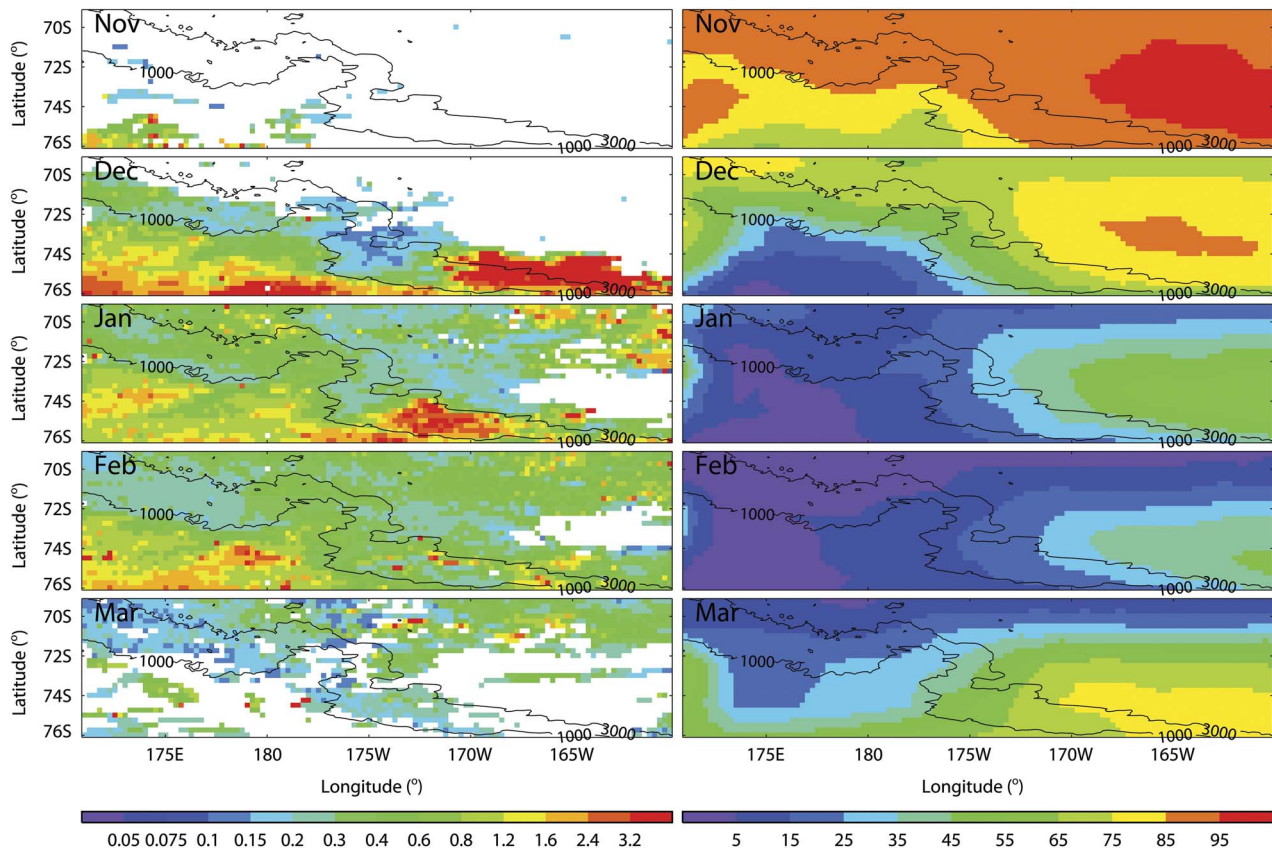 Latitude (°)
70S
72S
74S
76S
Nov
1000
1000
3000
Nov
1000
1000
3000
Latitude (°)
70S
72S
74S
76S
Dec
1000
1000
3000
Dec
1000
1000
3000
Latitude (°)
70S
72S
74S
76S
Jan
1000
1000
3000
Jan
1000
1000
3000
Latitude (°)
70S
72S
74S
76S
Feb
1000
1000
3000
Feb
1000
1000
3000
Latitude (°)
70S
72S
74S
76S
Mar
1000
1000
3000
Mar
1000
1000
3000
175E 180 175W 170W 165W
175E 180 175W 170W 165W
Longitude (°)
Longitude (°)
0.05 0.075 0.1 0.15 0.2 0.3 0.4 0.6 0.8 1.2 1.6 2.4 3.2
5 15 25 35 45 55 65 75 85 95